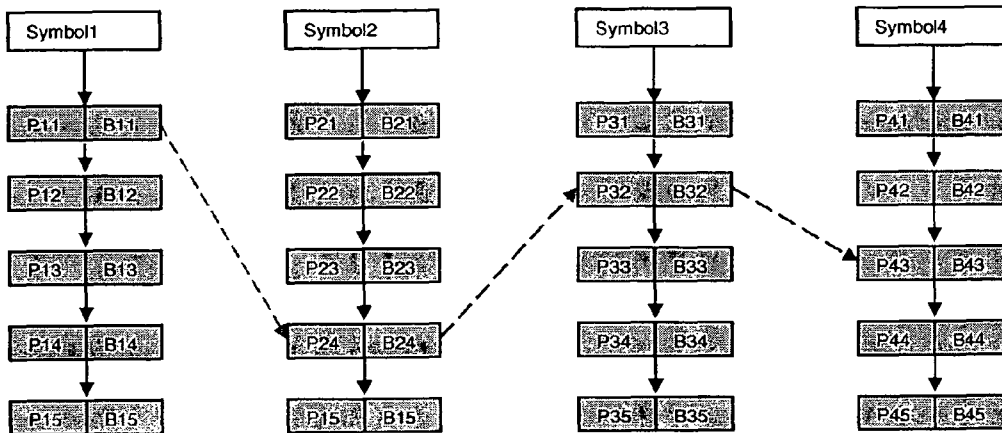 Symbol1 Symbol2 Symbol3 Symbol4
P11 B11 P21 B21 P31 B31 P41 B41
P12 B12 P22 B22 P32 B32 P42 B42
P13 B13 P23 B23 P33 B33 P43 B43
P14 B14 P24 B24 P34 B34 P44 B44
P15 B15 P15 B15 P35 B35 P45 B45